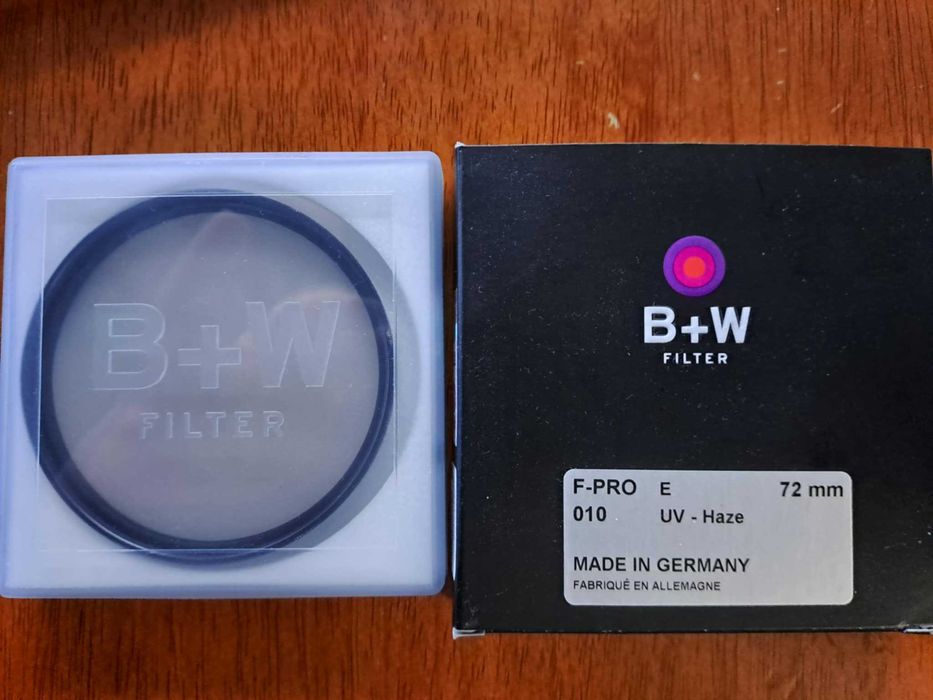 B+W
FILTER
B+W
FILTER
F-PRO E 72 mm
010 UV - Haze
MADE IN GERMANY
FABRIQUÉ EN ALLEMAGNE